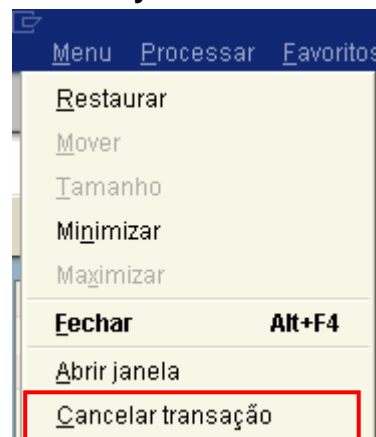 Menu Processar Favoritos
Restaurar
Mover
Tamanho
Minimizar
Maximizar
Fechar Alt+F4
Abrir janela
Cancelar transação